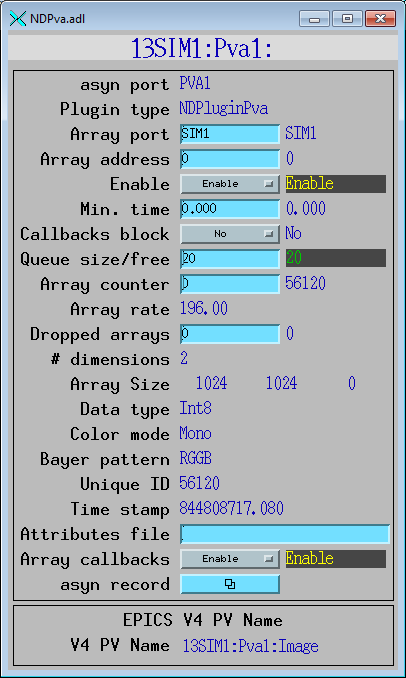 NDPva.adl
13SIM1:Pva1:
asyn port PVA1
Plugin type NDPluginPva
Array port SIM1 SIM1
Array address 0 0
Enable Enable Enable
Min. time 0.000 0.000
Callbacks block No No
Queue size/free 20 20
Array counter 0 56120
Array rate 196.00
Dropped arrays 0 0
# dimensions 2
Array Size 1024 1024 0
Data type Int8
Color mode Mono
Bayer pattern RGGB
Unique ID 56120
Time stamp 844808717.080
Attributes file
Array callbacks Enable Enable
asyn record
EPICS V4 PV Name
V4 PV Name 13SIM1:Pva1:Image